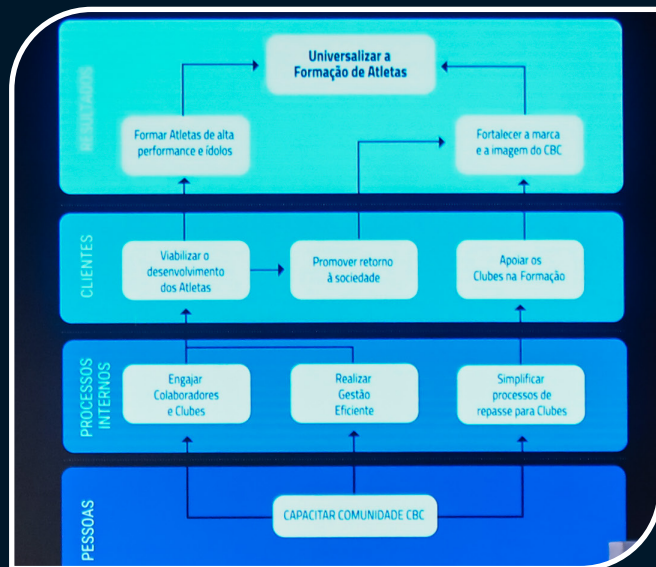 RESULTADOS
Universalizar a
Formação de Atletas
Formar Atletas de alta
performance e ídolos
Fortalecer a marca
e a imagem do CBC
CLIENTES
Viabilizar o
desenvolvimento
dos Atletas
Promover retorno
à sociedade
Apoiar os
Clubes na Formação
PROCESSOS
INTERNOS
Engajar
Colaboradores
e Clubes
Realizar
Gestão
Eficiente
Simplificar
processos de
repasse para Clubes
PESSOAS
CAPACITAR COMUNIDADE CBC